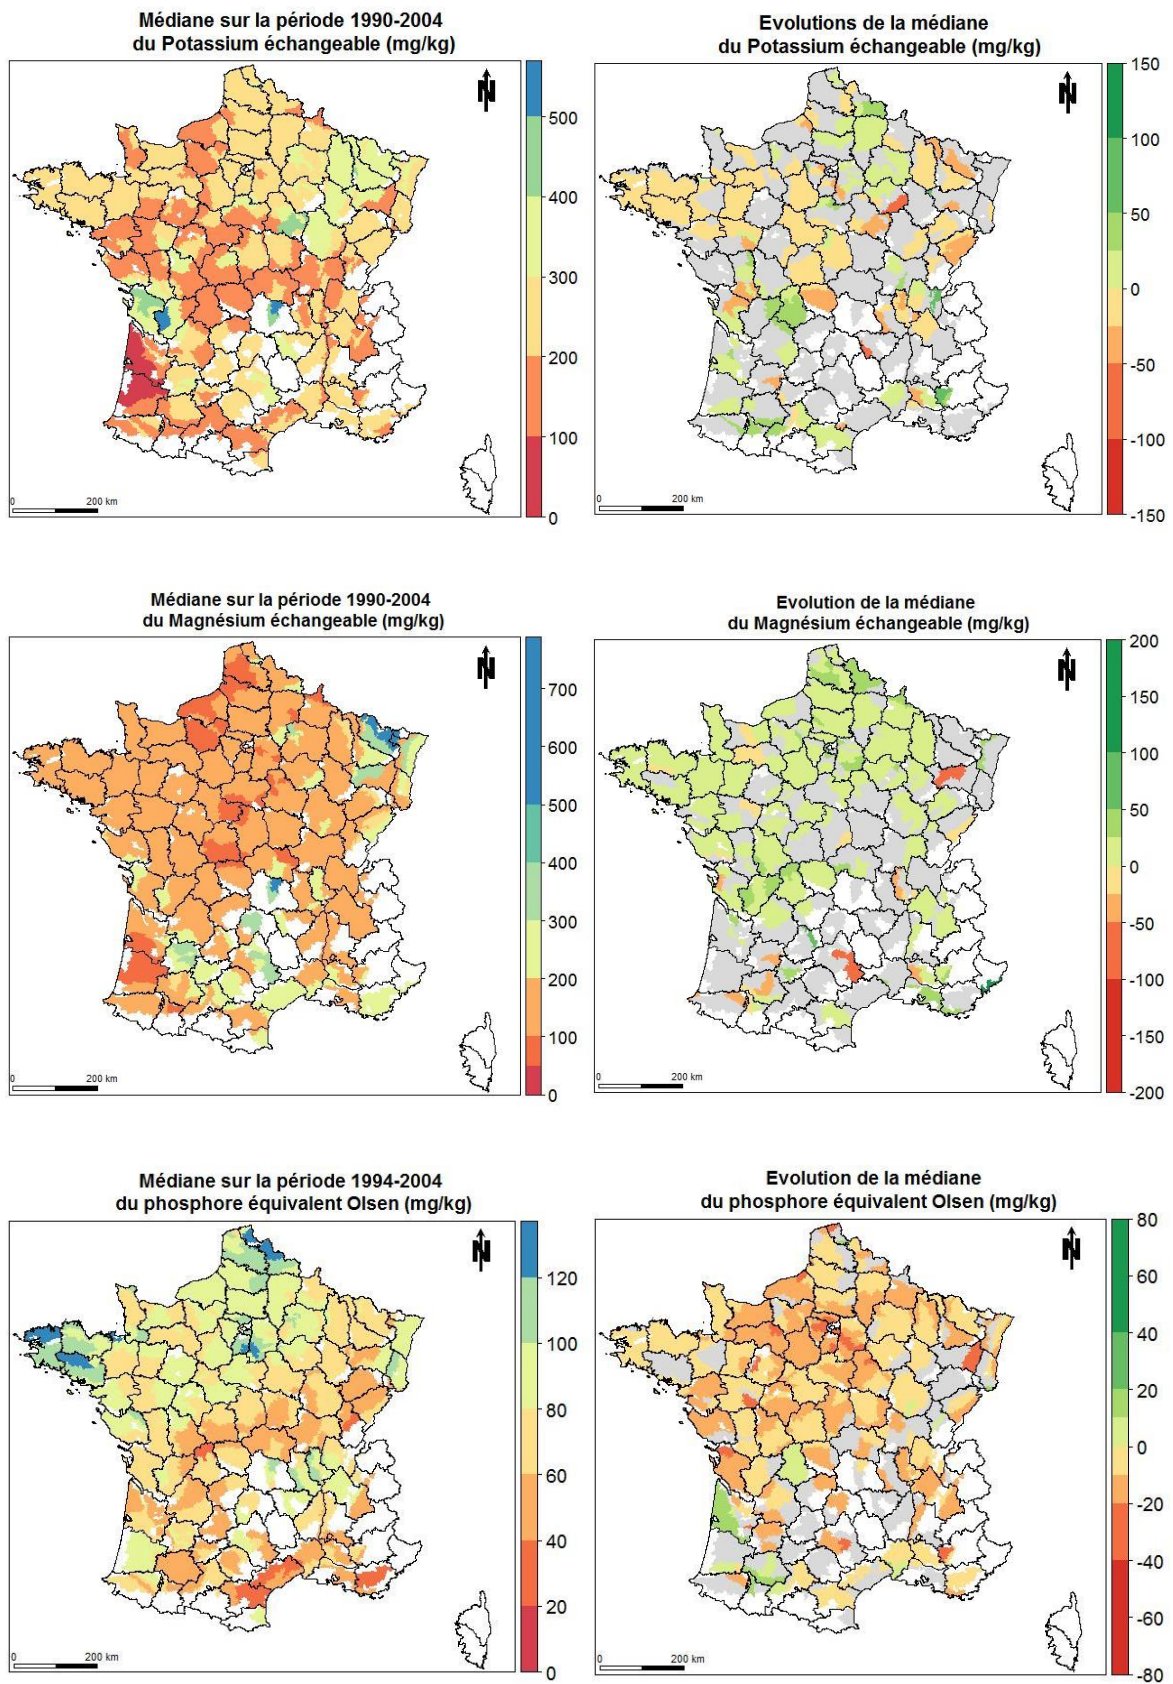 Médiane sur la période 1990-2004
du Potassium échangeable (mg/kg)
N
500
400
300
200
100
0
0 200 km
Evolutions de la médiane
du Potassium échangeable (mg/kg)
N
150
100
50
0
-50
-100
-150
0 200 km
Médiane sur la période 1990-2004
du Magnésium échangeable (mg/kg)
N
700
600
500
400
300
200
100
0
0 200 km
Evolution de la médiane
du Magnésium échangeable (mg/kg)
N
200
150
100
50
0
-50
-100
-150
-200
0 200 km
Médiane sur la période 1994-2004
du phosphore équivalent Olsen (mg/kg)
N
120
100
80
60
40
20
0
0 200 km
Evolution de la médiane
du phosphore équivalent Olsen (mg/kg)
N
80
60
40
20
0
-20
-40
-60
-80
0 200 km